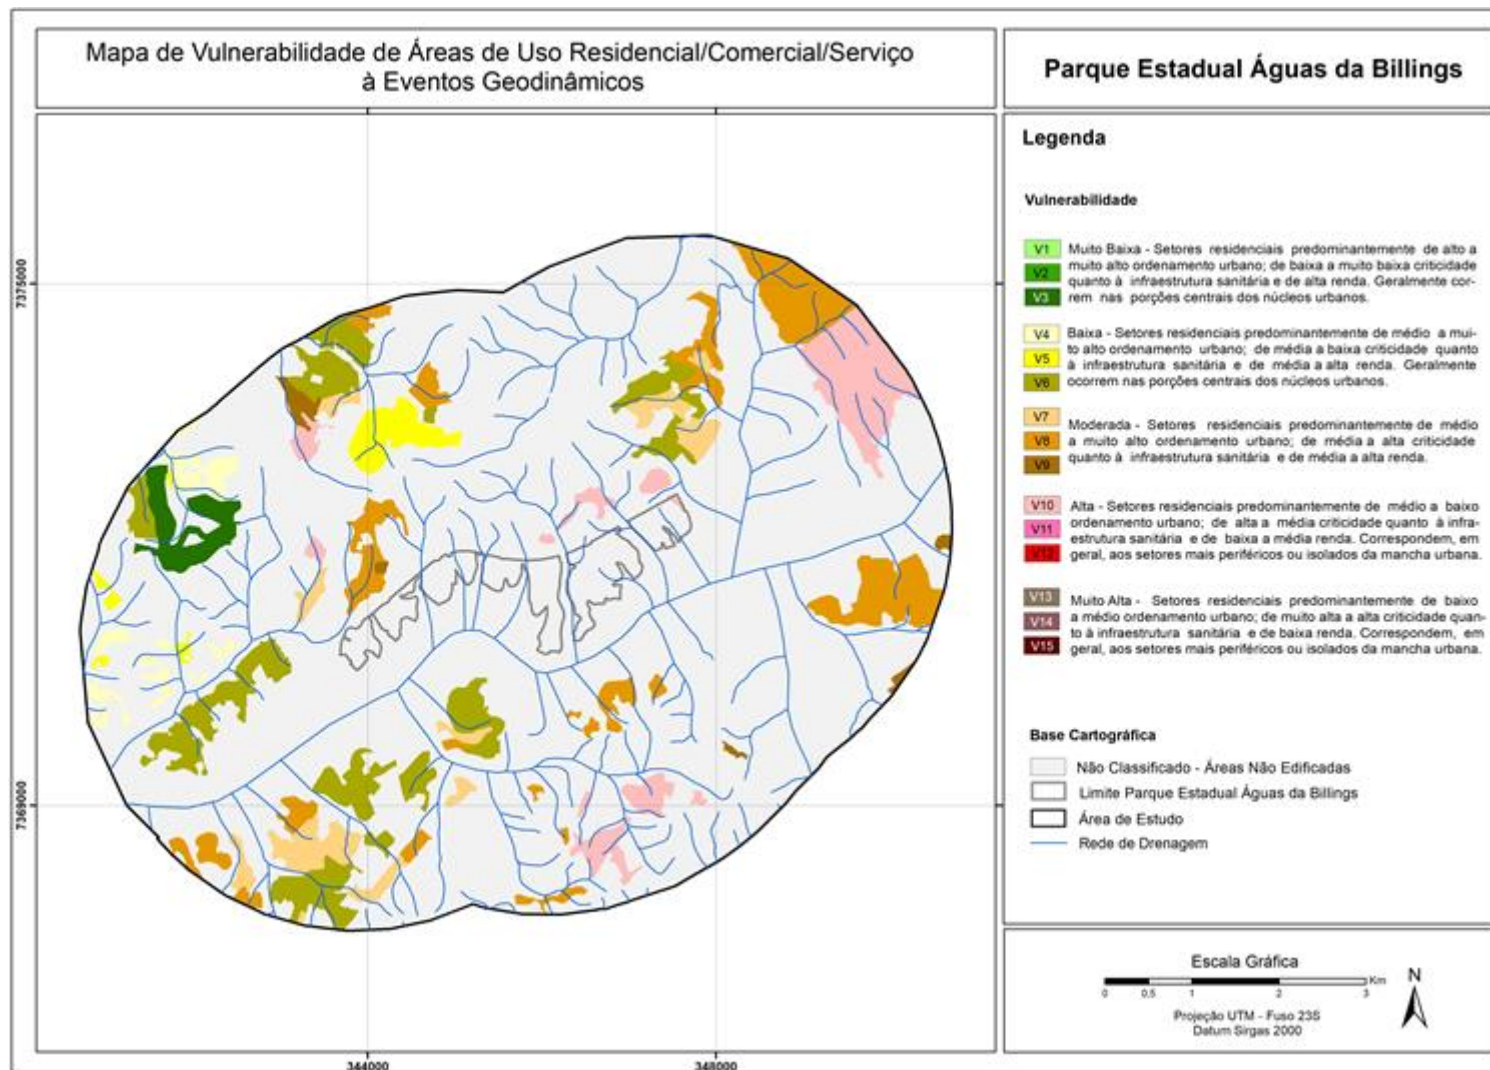 Mapa de Vulnerabilidade de Áreas de Uso Residencial/Comercial/Serviço
à Eventos Geodinâmicos
Parque Estadual Águas da Billings
Legenda
Vulnerabilidade
V1
V2
V3
Muito Baixa - Setores residenciais predominantemente de alto a
muito alto ordenamento urbano; de baixa a muito baixa criticidade
quanto à infraestrutura sanitária e de alta renda. Geralmente cor-
rem nas porções centrais dos núcleos urbanos.
V4
V5
V6
Baixa - Setores residenciais predominantemente de médio a mui-
to alto ordenamento urbano; de média a baixa criticidade quanto
à infraestrutura sanitária e de média a alta renda. Geralmente
ocorrem nas porções centrais dos núcleos urbanos.
V7
V8
V9
Moderada - Setores residenciais predominantemente de médio
a muito alto ordenamento urbano; de média a alta criticidade
quanto à infraestrutura sanitária e de média a alta renda.
V10
V11
V12
Alta - Setores residenciais predominantemente de médio a baixo
ordenamento urbano; de alta a média criticidade quanto à infra-
estrutura sanitária e de baixa a média renda. Correspondem, em
geral, aos setores mais periféricos ou isolados da mancha urbana.
V13
V14
V15
Muito Alta - Setores residenciais predominantemente de baixo
a médio ordenamento urbano; de muito alta a alta criticidade quan-
to à infraestrutura sanitária e de baixa renda. Correspondem, em
geral, aos setores mais periféricos ou isolados da mancha urbana.
Base Cartográfica
Não Classificado - Áreas Não Edificadas
Limite Parque Estadual Águas da Billings
Área de Estudo
Rede de Drenagem
Escala Gráfica
0 0,5 1 2 3 Km
N
Projeção UTM - Fuso 23S
Datum Sirgas 2000
7375000
7369000
344000
348000